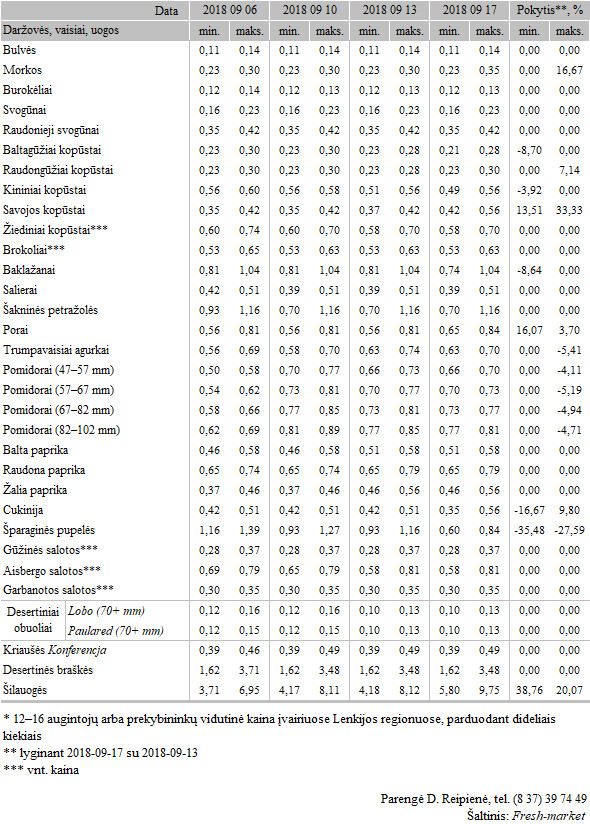 Data 2018 09 06 2018 09 10 2018 09 13 2018 09 17 Pokytis**, %
Daržovės, vaisiai, uogos min. maks. min. maks. min. maks. min. maks. min. maks.
Bulvės 0,11 0,14 0,11 0,14 0,11 0,14 0,11 0,14 0,00 0,00
Morkos 0,23 0,30 0,23 0,30 0,23 0,30 0,23 0,35 0,00 16,67
Burokėliai 0,12 0,14 0,12 0,13 0,12 0,13 0,12 0,13 0,00 0,00
Svogūnai 0,16 0,23 0,16 0,23 0,16 0,23 0,16 0,23 0,00 0,00
Raudonieji svogūnai 0,35 0,42 0,35 0,42 0,35 0,42 0,35 0,42 0,00 0,00
Baltagūžiai kopūstai 0,23 0,30 0,23 0,30 0,23 0,28 0,21 0,28 -8,70 0,00
Raudongūžiai kopūstai 0,23 0,30 0,23 0,30 0,23 0,28 0,23 0,30 0,00 7,14
Kininiai kopūstai 0,56 0,60 0,56 0,58 0,51 0,56 0,49 0,56 -3,92 0,00
Savojos kopūstai 0,35 0,42 0,35 0,42 0,37 0,42 0,42 0,56 13,51 33,33
Žiediniai kopūstai*** 0,60 0,74 0,60 0,70 0,58 0,70 0,58 0,70 0,00 0,00
Brokoliai*** 0,53 0,65 0,53 0,63 0,53 0,63 0,53 0,63 0,00 0,00
Baklažanai 0,81 1,04 0,81 1,04 0,81 1,04 0,74 1,04 -8,64 0,00
Salierai 0,42 0,51 0,39 0,51 0,39 0,51 0,39 0,51 0,00 0,00
Šakninės petražolės 0,93 1,16 0,70 1,16 0,70 1,16 0,70 1,16 0,00 0,00
Porai 0,56 0,81 0,56 0,81 0,56 0,81 0,65 0,84 16,07 3,70
Trumpavaisiai agurkai 0,56 0,69 0,58 0,70 0,63 0,74 0,63 0,70 0,00 -5,41
Pomidorai (47–57 mm) 0,50 0,58 0,70 0,77 0,66 0,73 0,66 0,70 0,00 -4,11
Pomidorai (57–67 mm) 0,54 0,62 0,73 0,81 0,70 0,77 0,70 0,73 0,00 -5,19
Pomidorai (67–82 mm) 0,58 0,66 0,77 0,85 0,73 0,81 0,73 0,77 0,00 -4,94
Pomidorai (82–102 mm) 0,62 0,69 0,81 0,89 0,77 0,85 0,77 0,81 0,00 -4,71
Balta paprika 0,46 0,58 0,46 0,58 0,51 0,58 0,51 0,58 0,00 0,00
Raudona paprika 0,65 0,74 0,65 0,74 0,65 0,79 0,65 0,79 0,00 0,00
Žalia paprika 0,37 0,46 0,37 0,46 0,46 0,56 0,46 0,56 0,00 0,00
Cukinija 0,42 0,51 0,42 0,51 0,42 0,51 0,35 0,56 -16,67 9,80
Šparaginės pupelės 1,16 1,39 0,93 1,27 0,93 1,16 0,60 0,84 -35,48 -27,59
Gūžinės salotos*** 0,28 0,37 0,28 0,37 0,28 0,37 0,28 0,37 0,00 0,00
Aisbergo salotos*** 0,69 0,79 0,65 0,79 0,58 0,81 0,58 0,81 0,00 0,00
Garbanotos salotos*** 0,30 0,35 0,30 0,35 0,30 0,35 0,30 0,35 0,00 0,00
Desertiniai obuoliai Lobo (70+ mm) 0,12 0,16 0,12 0,16 0,10 0,13 0,10 0,13 0,00 0,00
Paulared (70+ mm) 0,12 0,15 0,12 0,15 0,10 0,13 0,10 0,13 0,00 0,00
Kriaušės Konferencja 0,39 0,46 0,39 0,49 0,39 0,49 0,39 0,49 0,00 0,00
Desertinės braškės 1,62 3,71 1,62 3,48 1,62 3,48 1,62 3,48 0,00 0,00
Šilauogės 3,71 6,95 4,17 8,11 4,18 8,12 5,80 9,75 38,76 20,07
* 12–16 augintojų arba prekybininkų vidutinė kaina įvairiuose Lenkijos regionuose, parduodant dideliais
kiekiais
** lyginant 2018-09-17 su 2018-09-13
*** vnt. kaina
Parengė D. Reipienė, tel. (8 37) 39 74 49
Šaltinis: Fresh-market